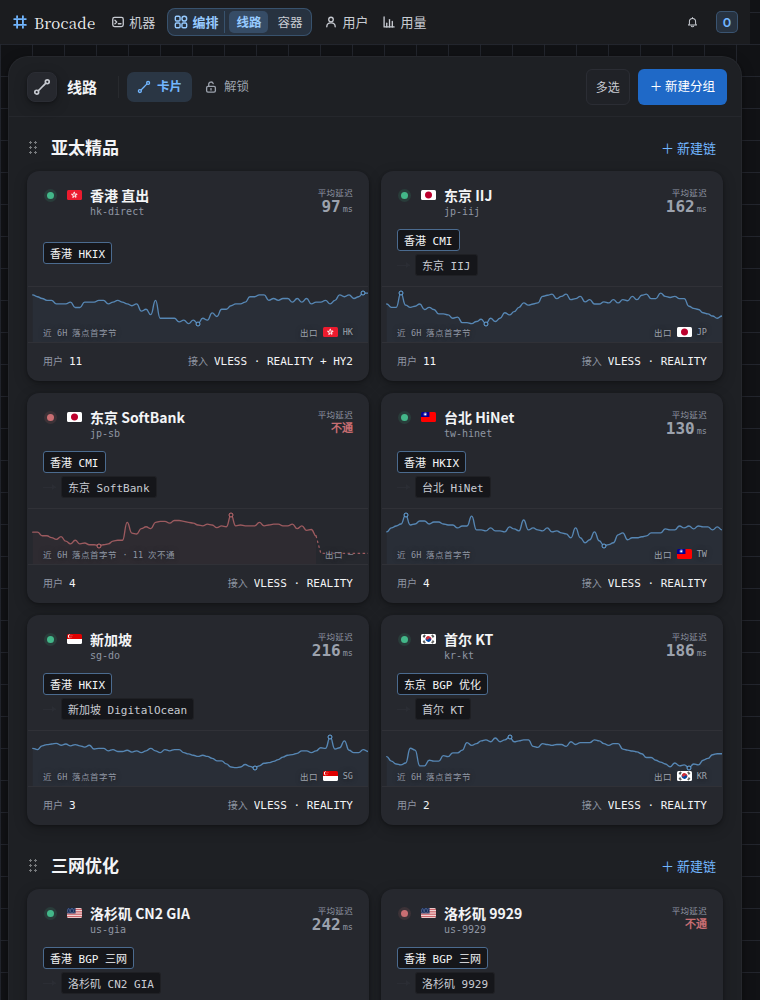 Brocade 机器 编排 线路 容器 用户 用量 O
线路 卡片 解锁 多选 + 新建分组
亚太精品 + 新建链
香港 直出 平均延迟
hk-direct 97 ms
香港 HKIX
近 6H 落点首字节 出口 HK
用户 11 接入 VLESS · REALITY + HY2
东京 IIJ 平均延迟
jp-iij 162 ms
香港 CMI
东京 IIJ
近 6H 落点首字节 出口 JP
用户 11 接入 VLESS · REALITY
东京 SoftBank 平均延迟
jp-sb 不通
香港 CMI
东京 SoftBank
近 6H 落点首字节 · 11 次不通 出口 -
用户 4 接入 VLESS · REALITY
台北 HiNet 平均延迟
tw-hinet 130 ms
香港 HKIX
台北 HiNet
近 6H 落点首字节 出口 TW
用户 4 接入 VLESS · REALITY
新加坡 平均延迟
sg-do 216 ms
香港 HKIX
新加坡 DigitalOcean
近 6H 落点首字节 出口 SG
用户 3 接入 VLESS · REALITY
首尔 KT 平均延迟
kr-kt 186 ms
东京 BGP 优化
首尔 KT
近 6H 落点首字节 出口 KR
用户 2 接入 VLESS · REALITY
三网优化 + 新建链
洛杉矶 CN2 GIA 平均延迟
us-gia 242 ms
香港 BGP 三网
洛杉矶 CN2 GIA
洛杉矶 9929 平均延迟
us-9929 不通
香港 BGP 三网
洛杉矶 9929